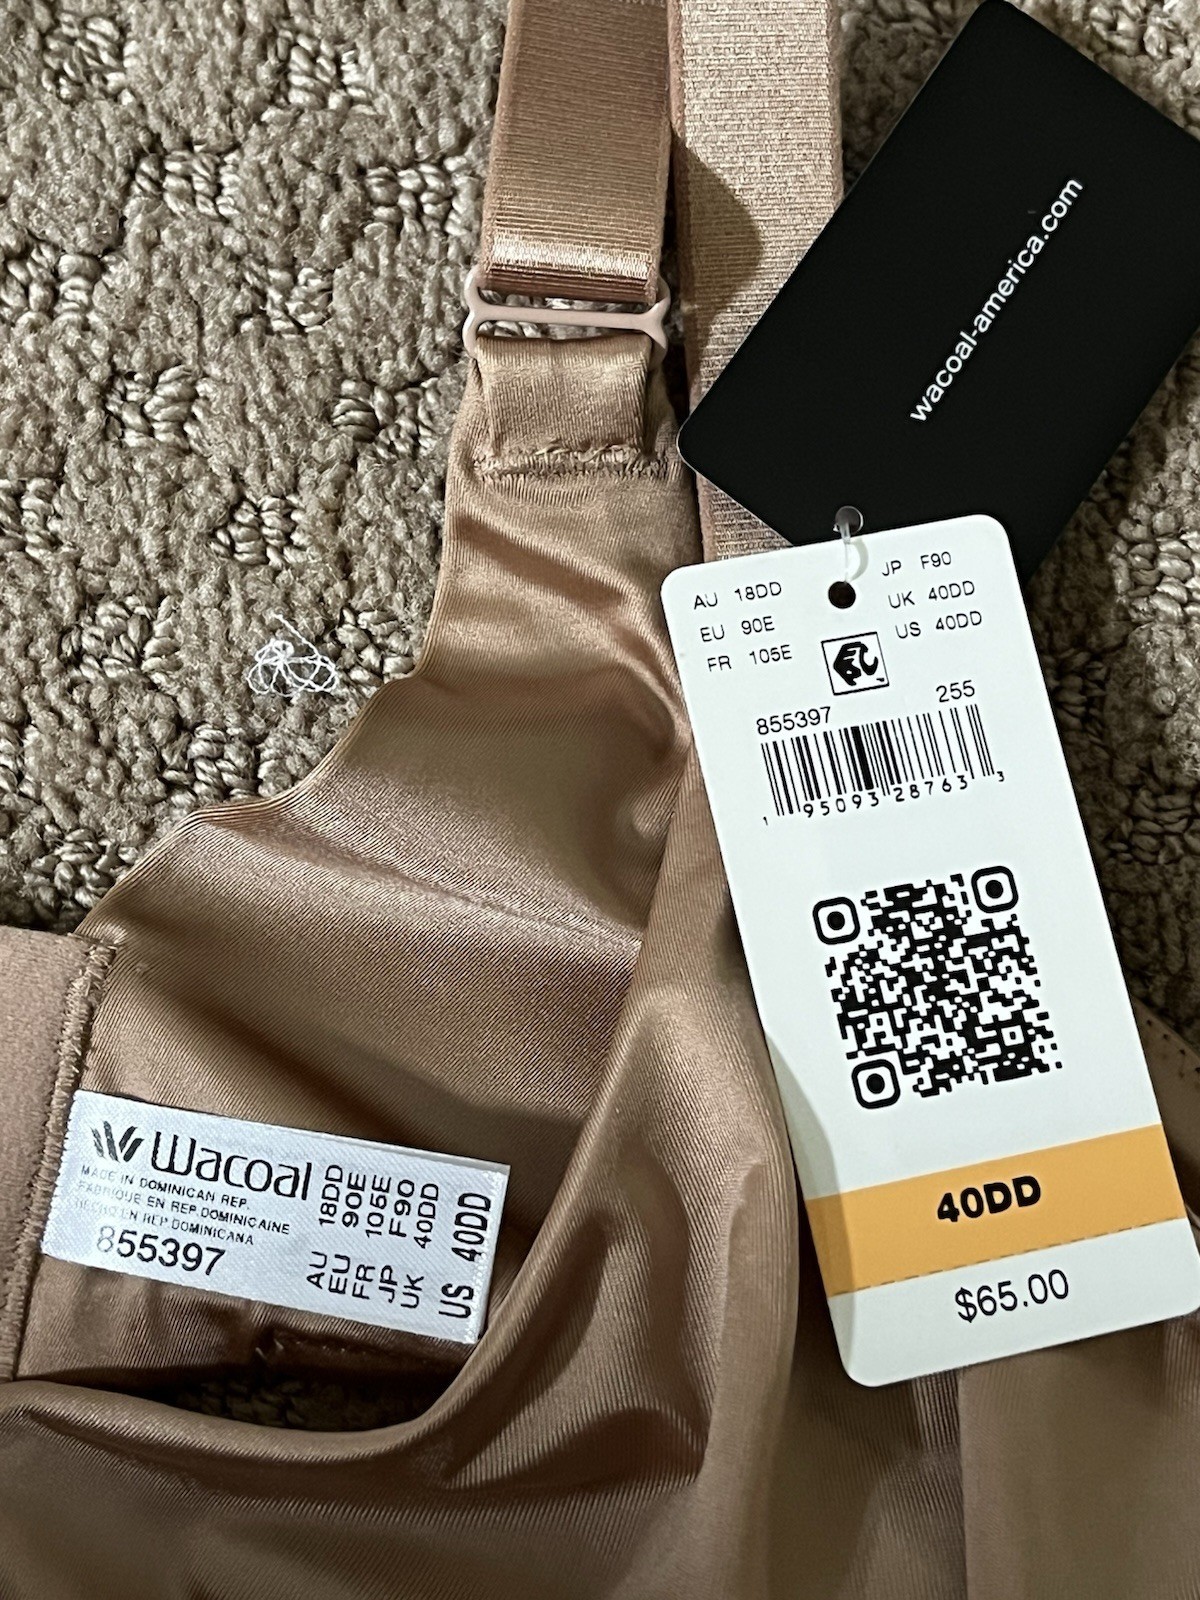 wacoal-america.com
AU 18DD
EU 90E
FR 105E
JP F90
UK 40DD
US 40DD
855397 255
1 95093 28763 3
40DD
$65.00
Wacoal
MADE IN DOMINICAN REP.
FABRIQUÉ EN REP.DOMINICAINE
HECHO EN REP.DOMINICANA
855397
AU 18DD
EU 90E
FR 105E
JP F90
UK 40DD
US 40DD